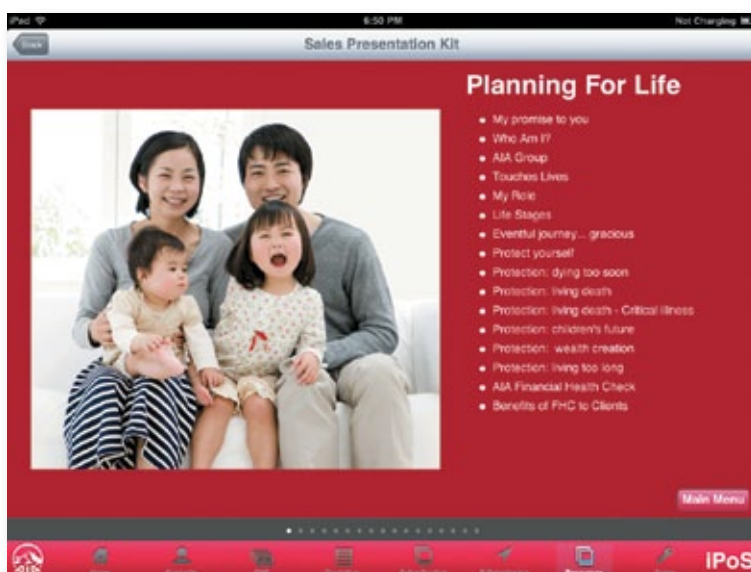 iPad
6:50 PM
Not Charging
Back
Sales Presentation Kit
Planning For Life
• My promise to you
• Who Am I?
• AIA Group
• Touches Lives
• My Role
• Life Stages
• Eventful journey... gracious
• Protect yourself
• Protection: dying too soon
• Protection: living death
• Protection: living death - Critical Illness
• Protection: children's future
• Protection: wealth creation
• Protection: living too long
• AIA Financial Health Check
• Benefits of FHC to Clients
Main Menu
iPoS